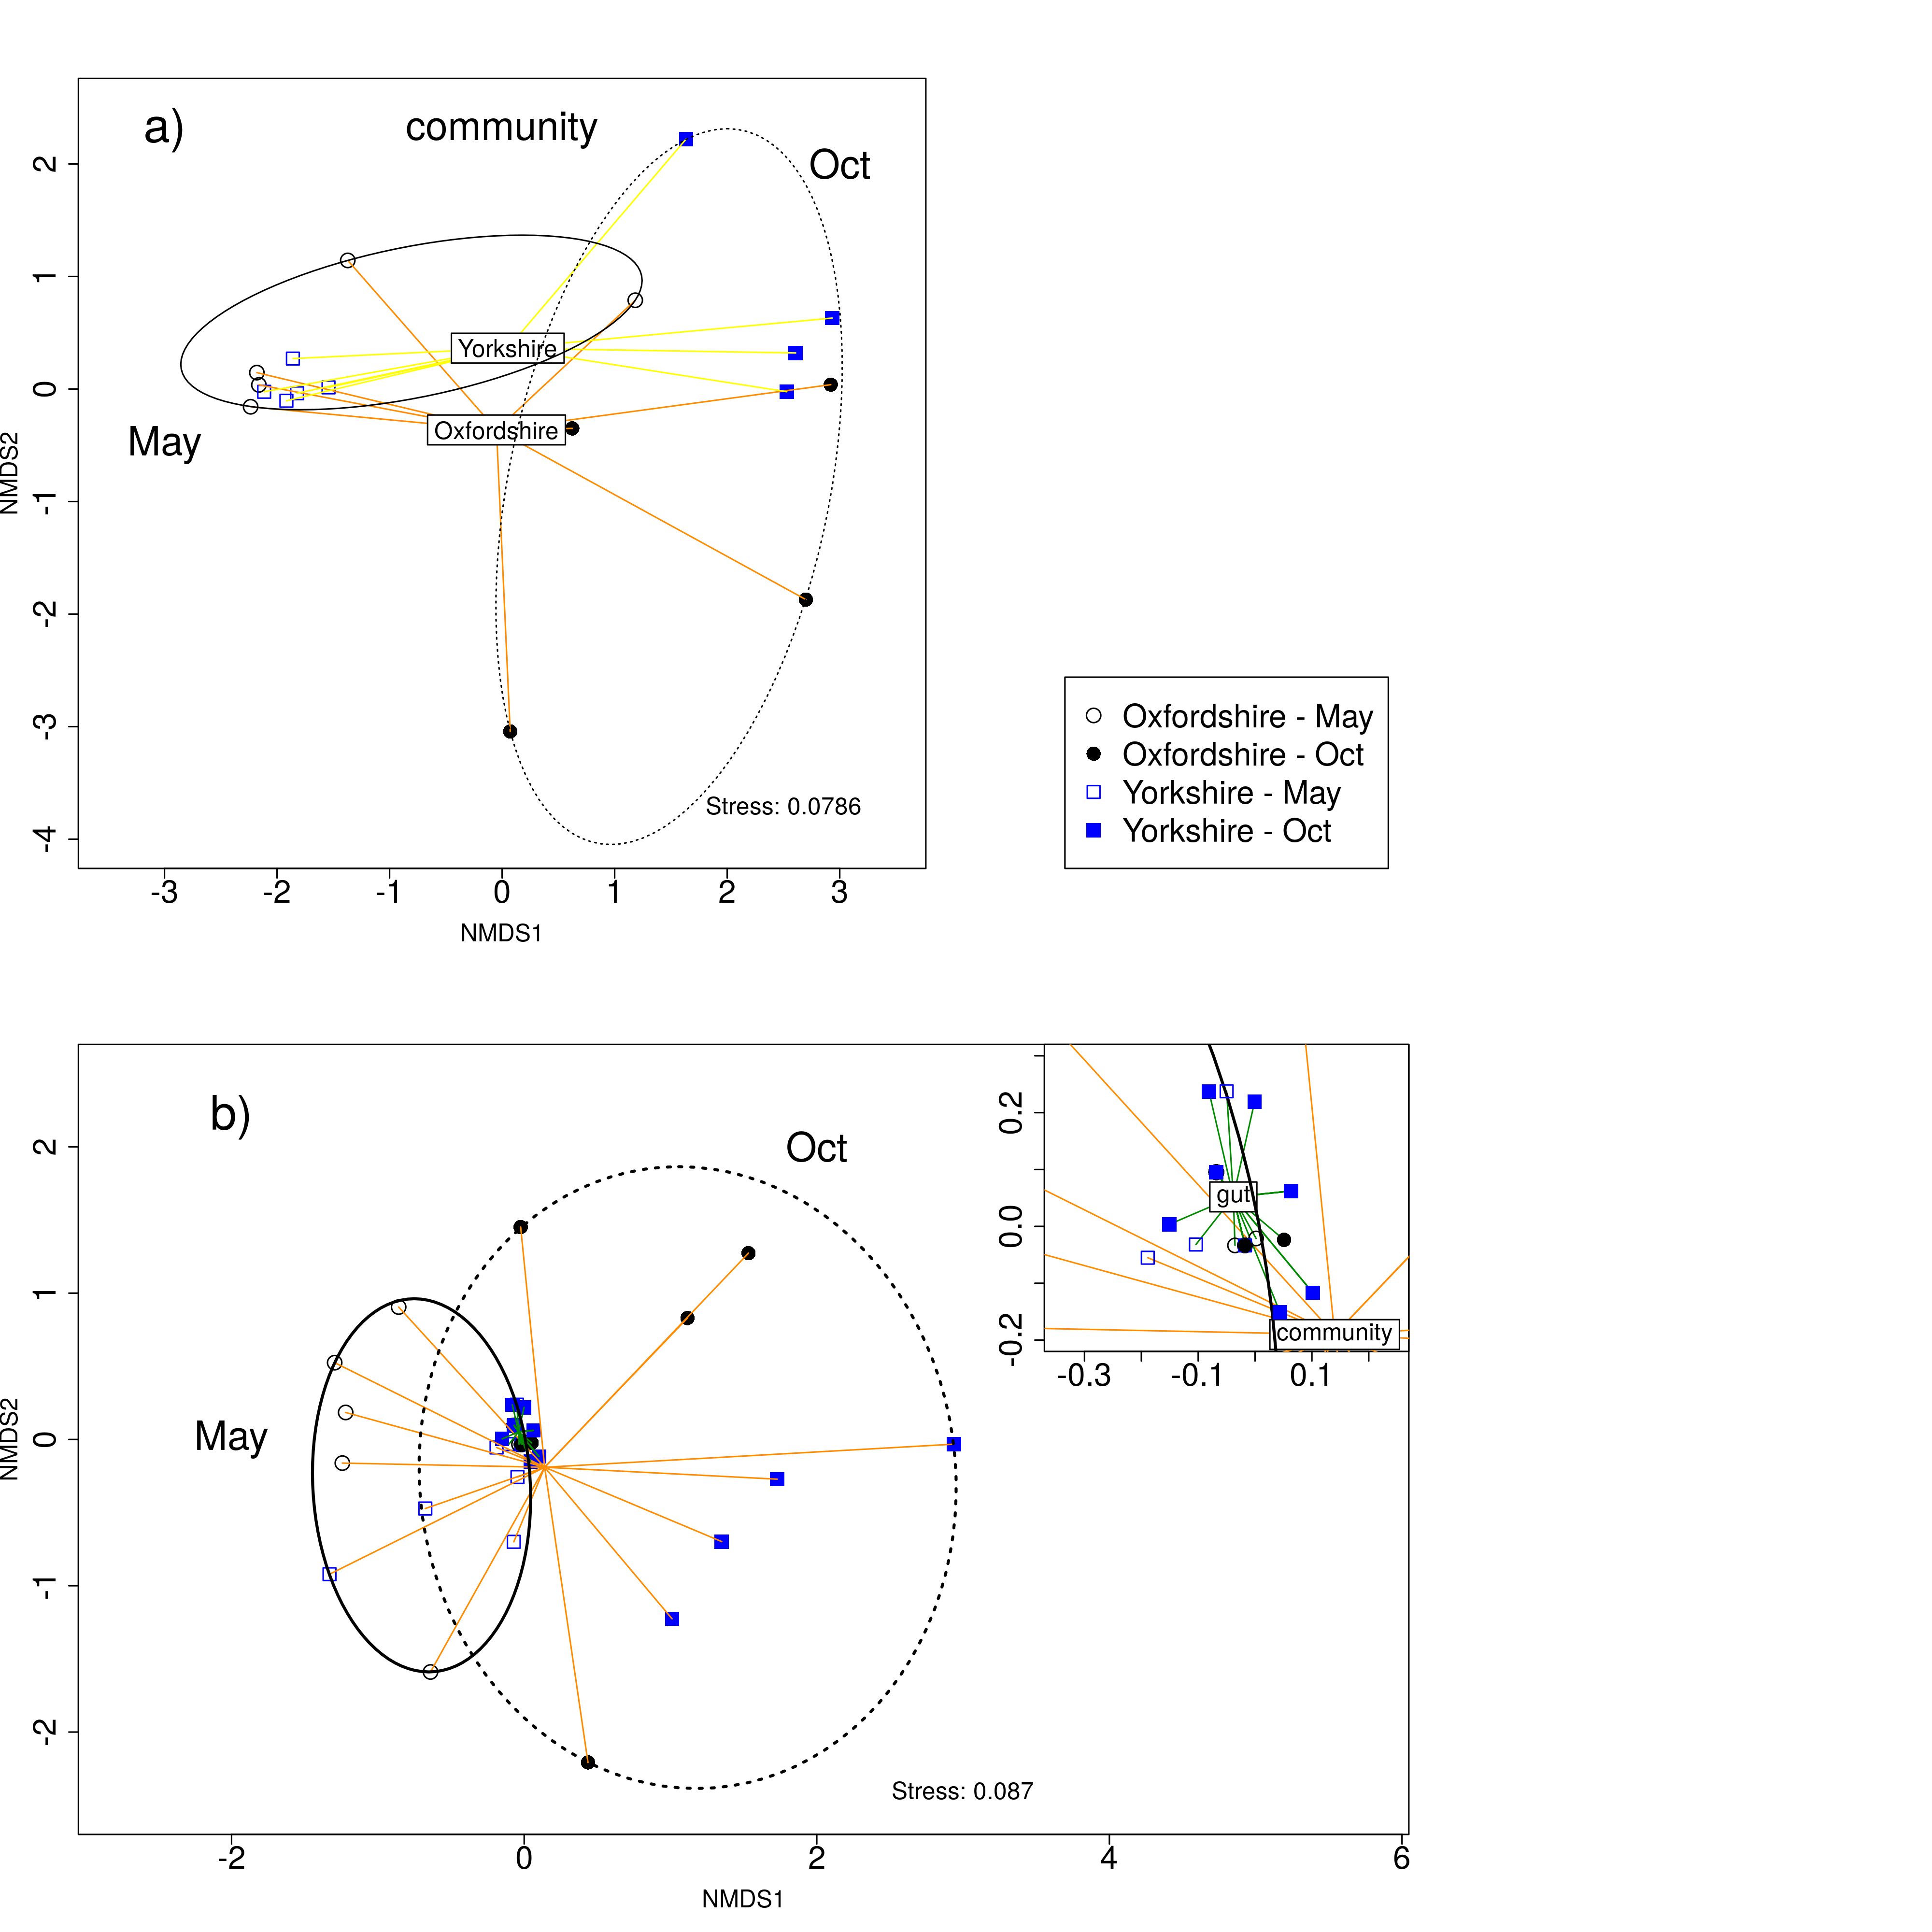 a)
community
Oct
2
1
0
-1
-2
-3
-4
NMDS2
Yorkshire
Oxfordshire
May
Stress: 0.0786
-3 -2 -1 0 1 2 3
NMDS1
Oxfordshire - May
Oxfordshire - Oct
Yorkshire - May
Yorkshire - Oct
b)
Oct
2
1
0
-1
-2
NMDS2
May
Stress: 0.087
-2 0 2 4 6
NMDS1
0.2
0.0
-0.2
gut
community
-0.3 -0.1 0.1